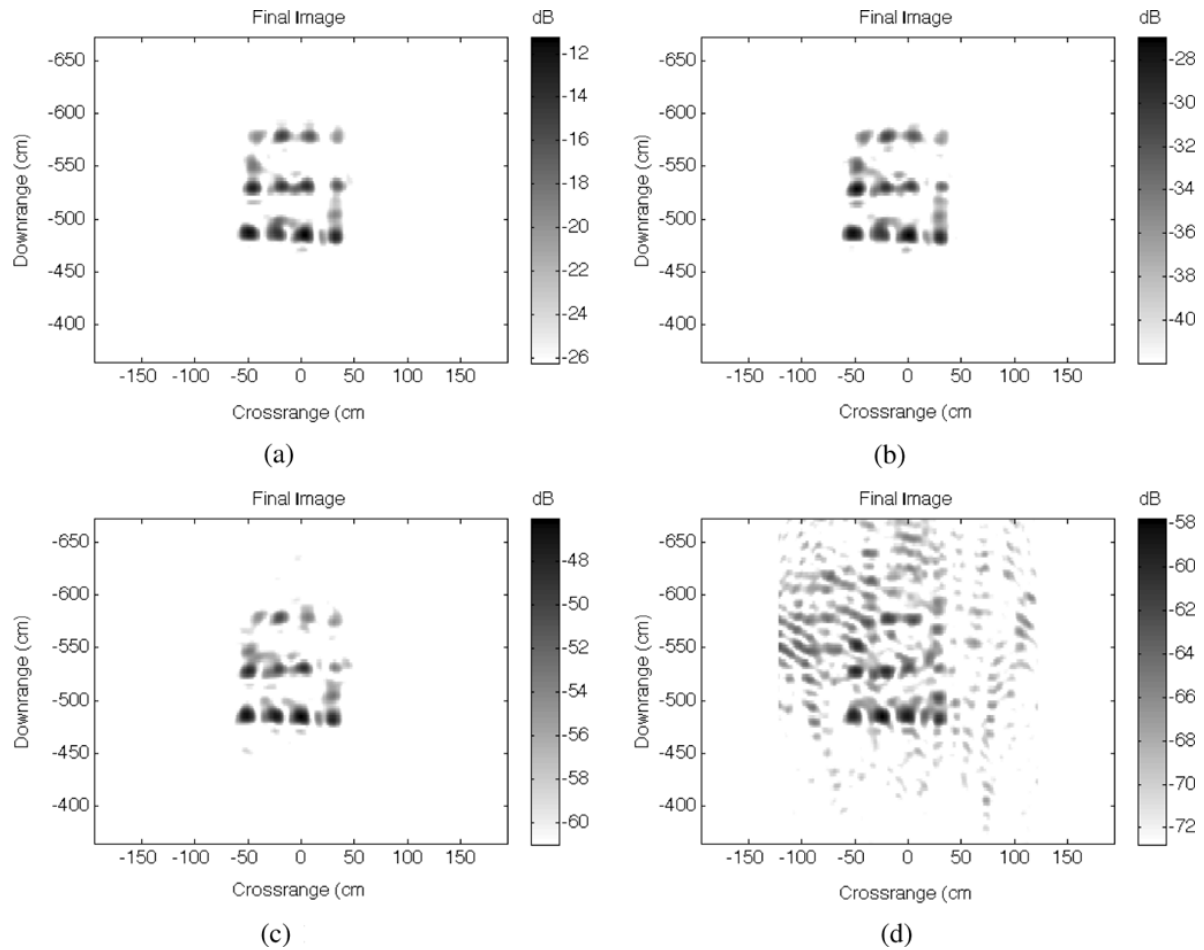 Final Image
dB
-650
-600
-550
-500
-450
-400
Downrange (cm)
-150 -100 -50 0 50 100 150
Crossrange (cm
-12
-14
-16
-18
-20
-22
-24
-26
(a)
Final Image
dB
-650
-600
-550
-500
-450
-400
Downrange (cm)
-150 -100 -50 0 50 100 150
Crossrange (cm
-28
-30
-32
-34
-36
-38
-40
(b)
Final Image
dB
-650
-600
-550
-500
-450
-400
Downrange (cm)
-150 -100 -50 0 50 100 150
Crossrange (cm
-48
-50
-52
-54
-56
-58
-60
(c)
Final Image
dB
-650
-600
-550
-500
-450
-400
Downrange (cm)
-150 -100 -50 0 50 100 150
Crossrange (cm
-58
-60
-62
-64
-66
-68
-70
-72
(d)